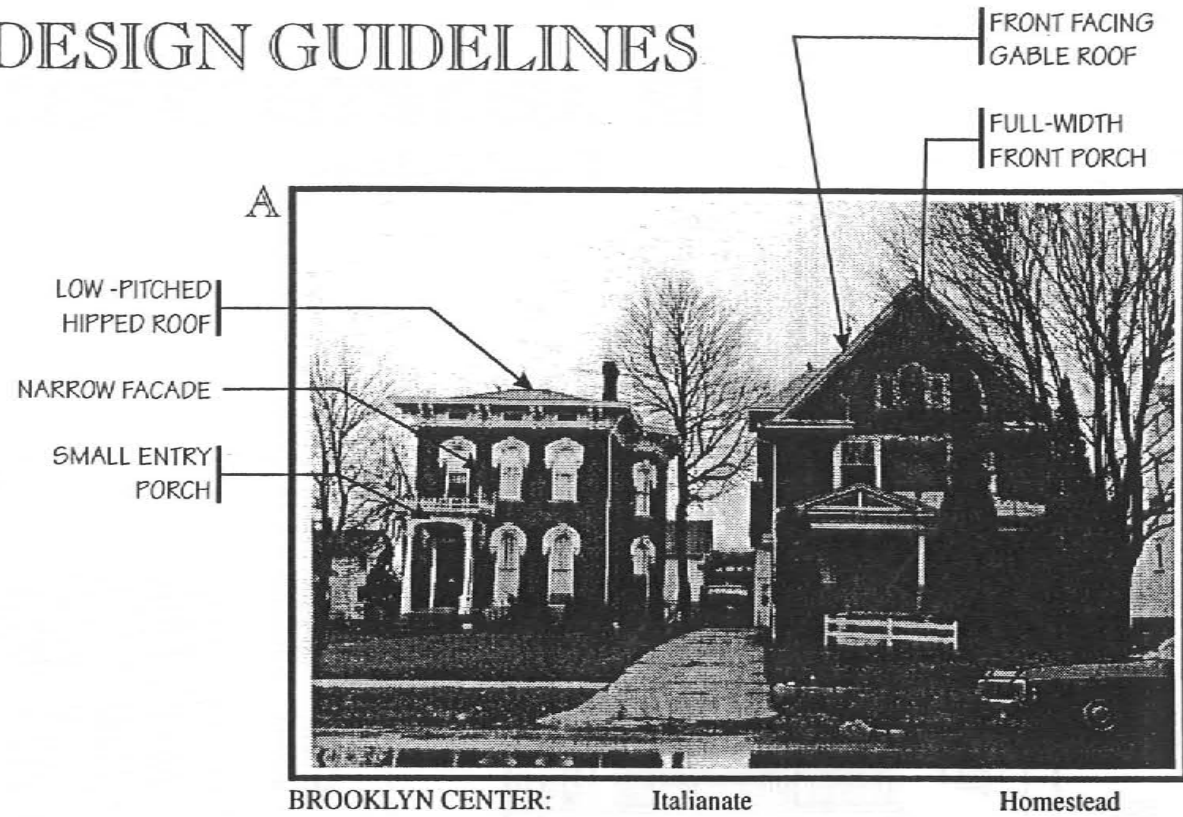 DESIGN GUIDELINES
FRONT FACING
GABLE ROOF
FULL-WIDTH
FRONT PORCH
A
LOW-PITCHED
HIPPED ROOF
NARROW FACADE
SMALL ENTRY
PORCH
BROOKLYN CENTER: Italianate Homestead